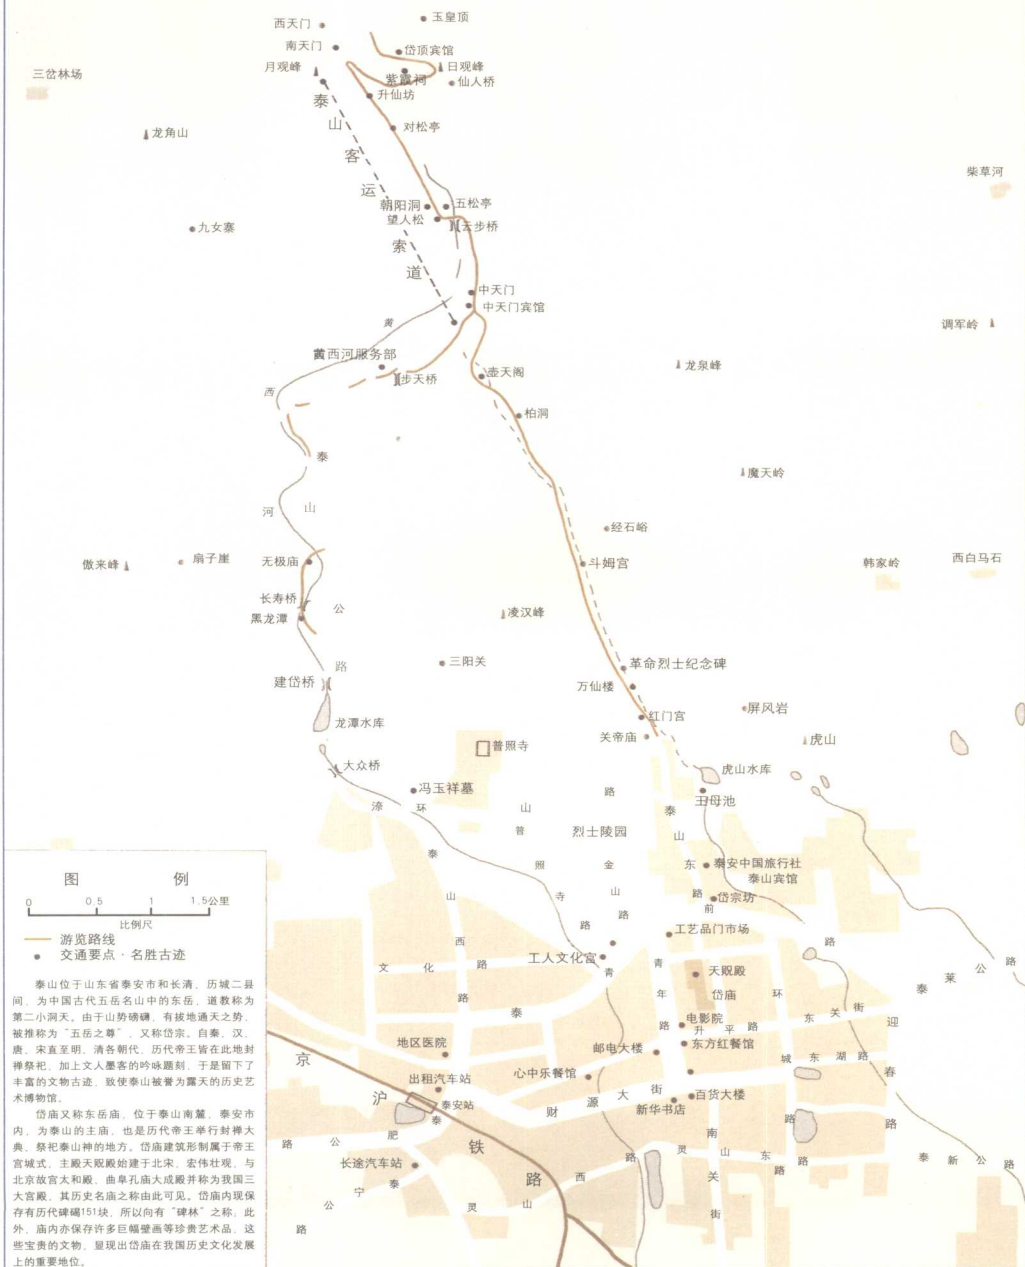 西天门
玉皇顶
南天门
岱顶宾馆
月观峰
日观峰
紫霞祠
仙人桥
三岔林场
升仙坊
泰山客运索道
对松亭
龙角山
柴草河
朝阳洞
五松亭
望人松
云步桥
九女寨
中天门
中天门宾馆
调军岭
黄
黄西河服务部
龙泉峰
步天桥
壶天阁
西
柏洞
泰
魔天岭
河
山
经石峪
傲来峰
扇子崖
无极庙
斗姆宫
韩家岭
西白马石
长寿桥
公
黑龙潭
凌汉峰
路
三阳关
革命烈士纪念碑
建岱桥
万仙楼
屏风岩
红门宫
龙潭水库
关帝庙
虎山
普照寺
大众桥
虎山水库
冯玉祥墓
王母池
漆环山路
普照寺路
烈士陵园
泰山东路
金山路
泰安中国旅行社
泰山宾馆
岱宗坊
前
泰山西路
工艺品门市场
路
工人文化宫
文化路
青
青年路
天贶殿
岱庙
环
城
路
泰莱公路
泰
电影院
升平路
东关街
迎春路
东方红餐馆
地区医院
邮电大楼
东湖路
心中乐餐馆
出租汽车站
泰安站
财源大街
百货大楼
新华书店
京沪铁路
泰肥公路
南关街
灵山东路
路
泰新公路
长途汽车站
泰宁公路
灵山西路
图例
0 0.5 1 1.5公里
比例尺
游览路线
交通要点·名胜古迹
泰山位于山东省泰安市和长清、历城二县
间，为中国古代五岳名山中的东岳，道教称为
第二小洞天。由于山势磅礴，有拔地通天之势，
被推称为“五岳之尊”，又称岱宗。自秦、汉、
唐、宋直至明、清各朝代，历代帝王皆在此地封
禅祭祀，加上文人墨客的吟咏题刻，于是留下了
丰富的文物古迹，致使泰山被誉为露天的历史艺
术博物馆。
岱庙又称东岳庙，位于泰山南麓，泰安市
内，为泰山的主庙，也是历代帝王举行封禅大
典、祭祀泰山神的地方。岱庙建筑形制属于帝王
宫城式，主殿天贶殿始建于北宋，宏伟壮观，与
北京故宫太和殿、曲阜孔庙大成殿并称为我国三
大宫殿，其历史名庙之称由此可见。岱庙内现保
存有历代碑碣151块，所以向有“碑林”之称，此
外，庙内亦保存许多巨幅壁画等珍贵艺术品，这
些宝贵的文物，显现出岱庙在我国历史文化发展
上的重要地位。